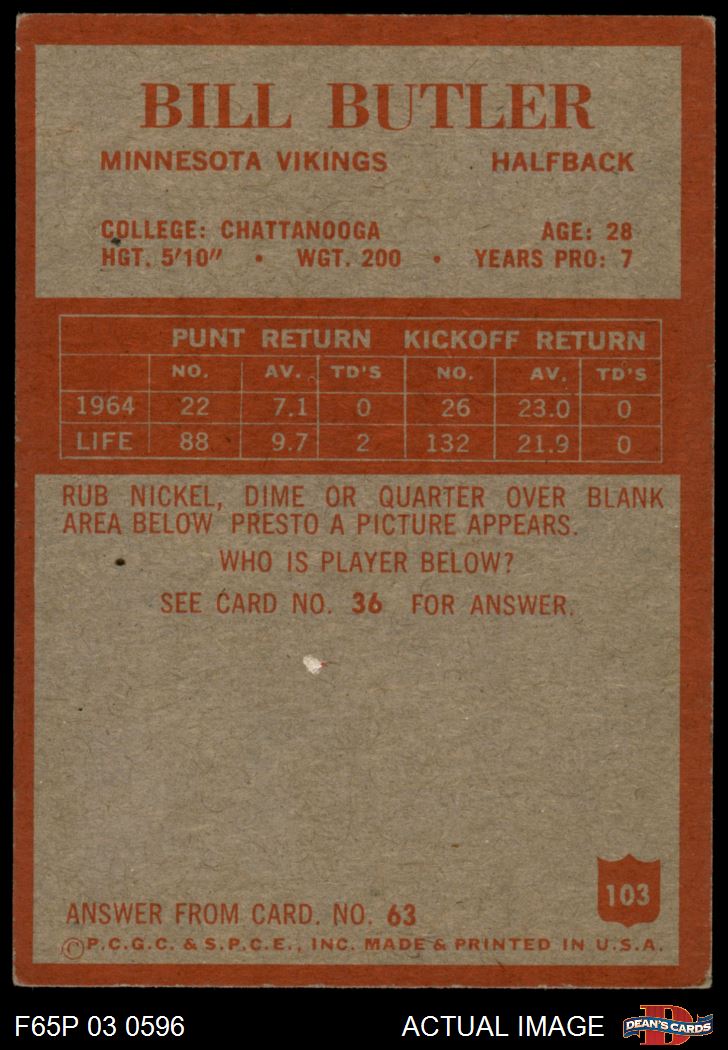 BILL BUTLER
MINNESOTA VIKINGS HALFBACK
COLLEGE: CHATTANOOGA AGE: 28
HGT. 5'10" • WGT. 200 • YEARS PRO: 7
PUNT RETURN KICKOFF RETURN
NO. AV. TD'S NO. AV. TD'S
1964 22 7.1 0 26 23.0 0
LIFE 88 9.7 2 132 21.9 0
RUB NICKEL, DIME OR QUARTER OVER BLANK
AREA BELOW PRESTO A PICTURE APPEARS.
WHO IS PLAYER BELOW?
SEE CARD NO. 36 FOR ANSWER.
103
ANSWER FROM CARD. NO. 63
©P.C.G.C. & S.P.C.E., INC. MADE & PRINTED IN U.S.A.
F65P 03 0596 ACTUAL IMAGE
D
DEAN'S CARDS